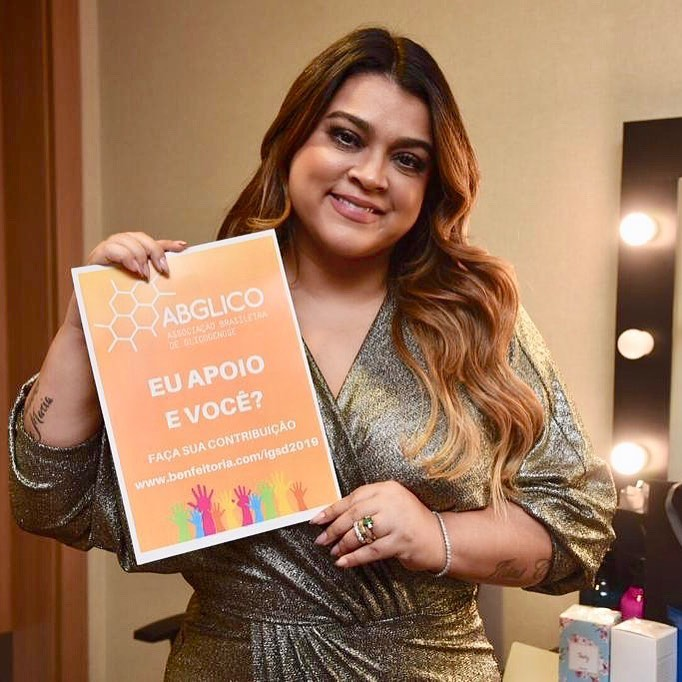 ABGLICO
ASSOCIAÇÃO BRASILEIRA
DE GLICOGENOSE
EU APOIO
E VOCÊ?
FAÇA SUA CONTRIBUIÇÃO
www.benfeitoria.com/igsd2019